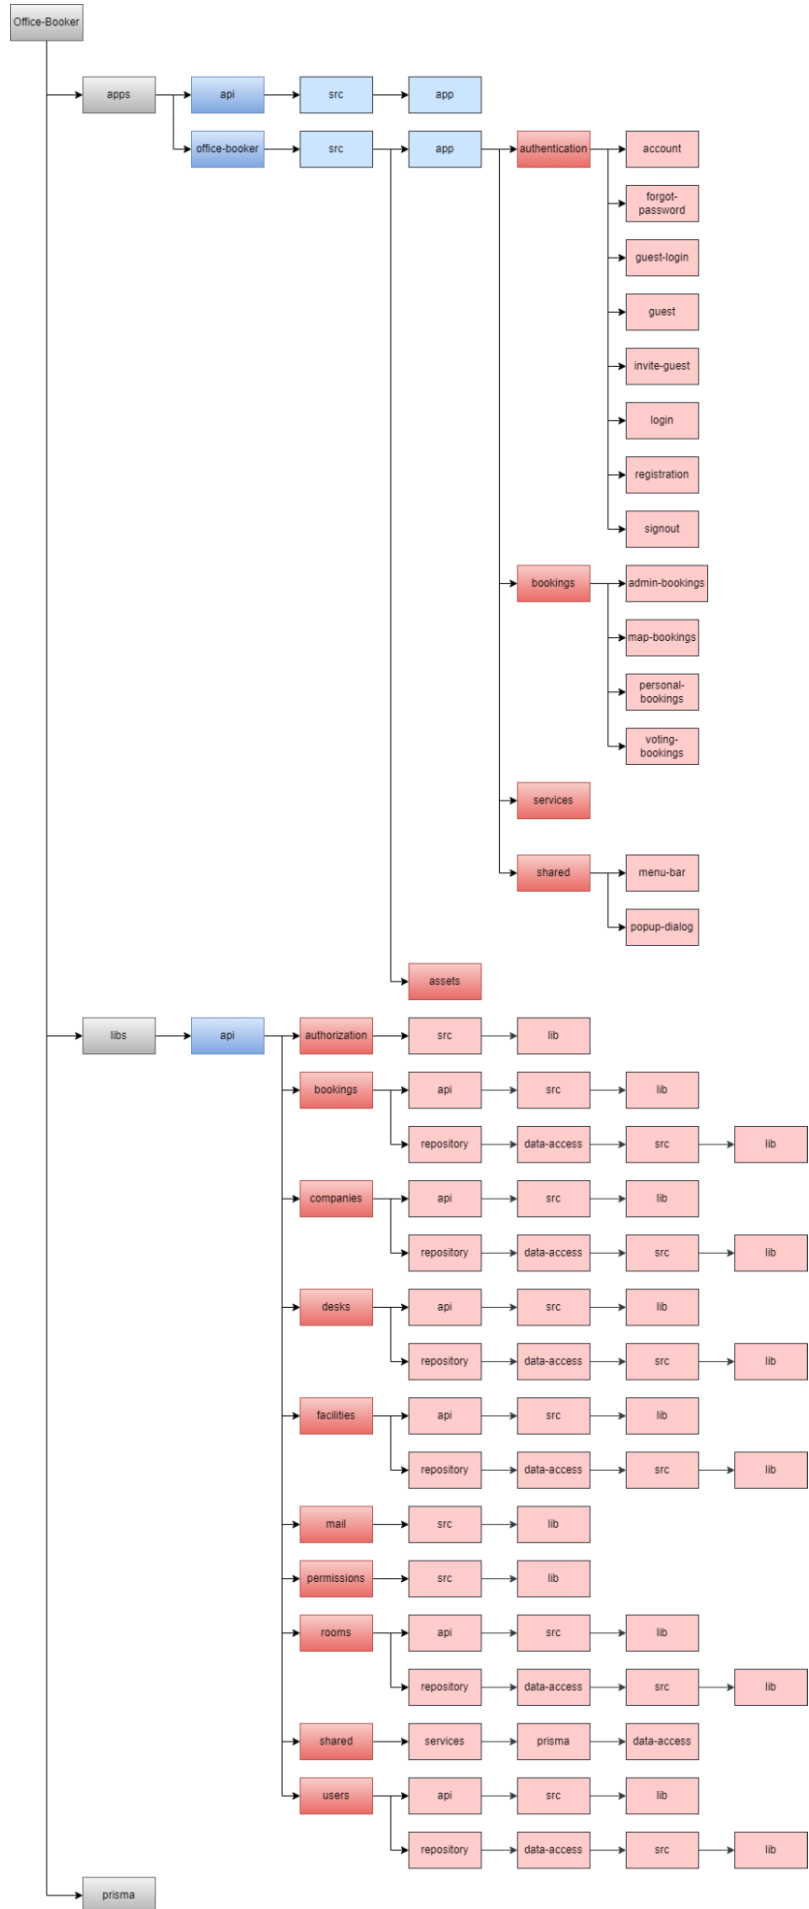 Office-Booker
apps
api
src
app
office-booker
src
app
authentication
account
forgot-
password
guest-login
guest
invite-guest
login
registration
signout
bookings
admin-bookings
map-bookings
personal-
bookings
voting-
bookings
services
shared
menu-bar
popup-dialog
assets
libs
api
authorization
src
lib
bookings
api
src
lib
repository
data-access
src
lib
companies
api
src
lib
repository
data-access
src
lib
desks
api
src
lib
repository
data-access
src
lib
facilities
api
src
lib
repository
data-access
src
lib
mail
src
lib
permissions
src
lib
rooms
api
src
lib
repository
data-access
src
lib
shared
services
prisma
data-access
users
api
src
lib
repository
data-access
src
lib
prisma